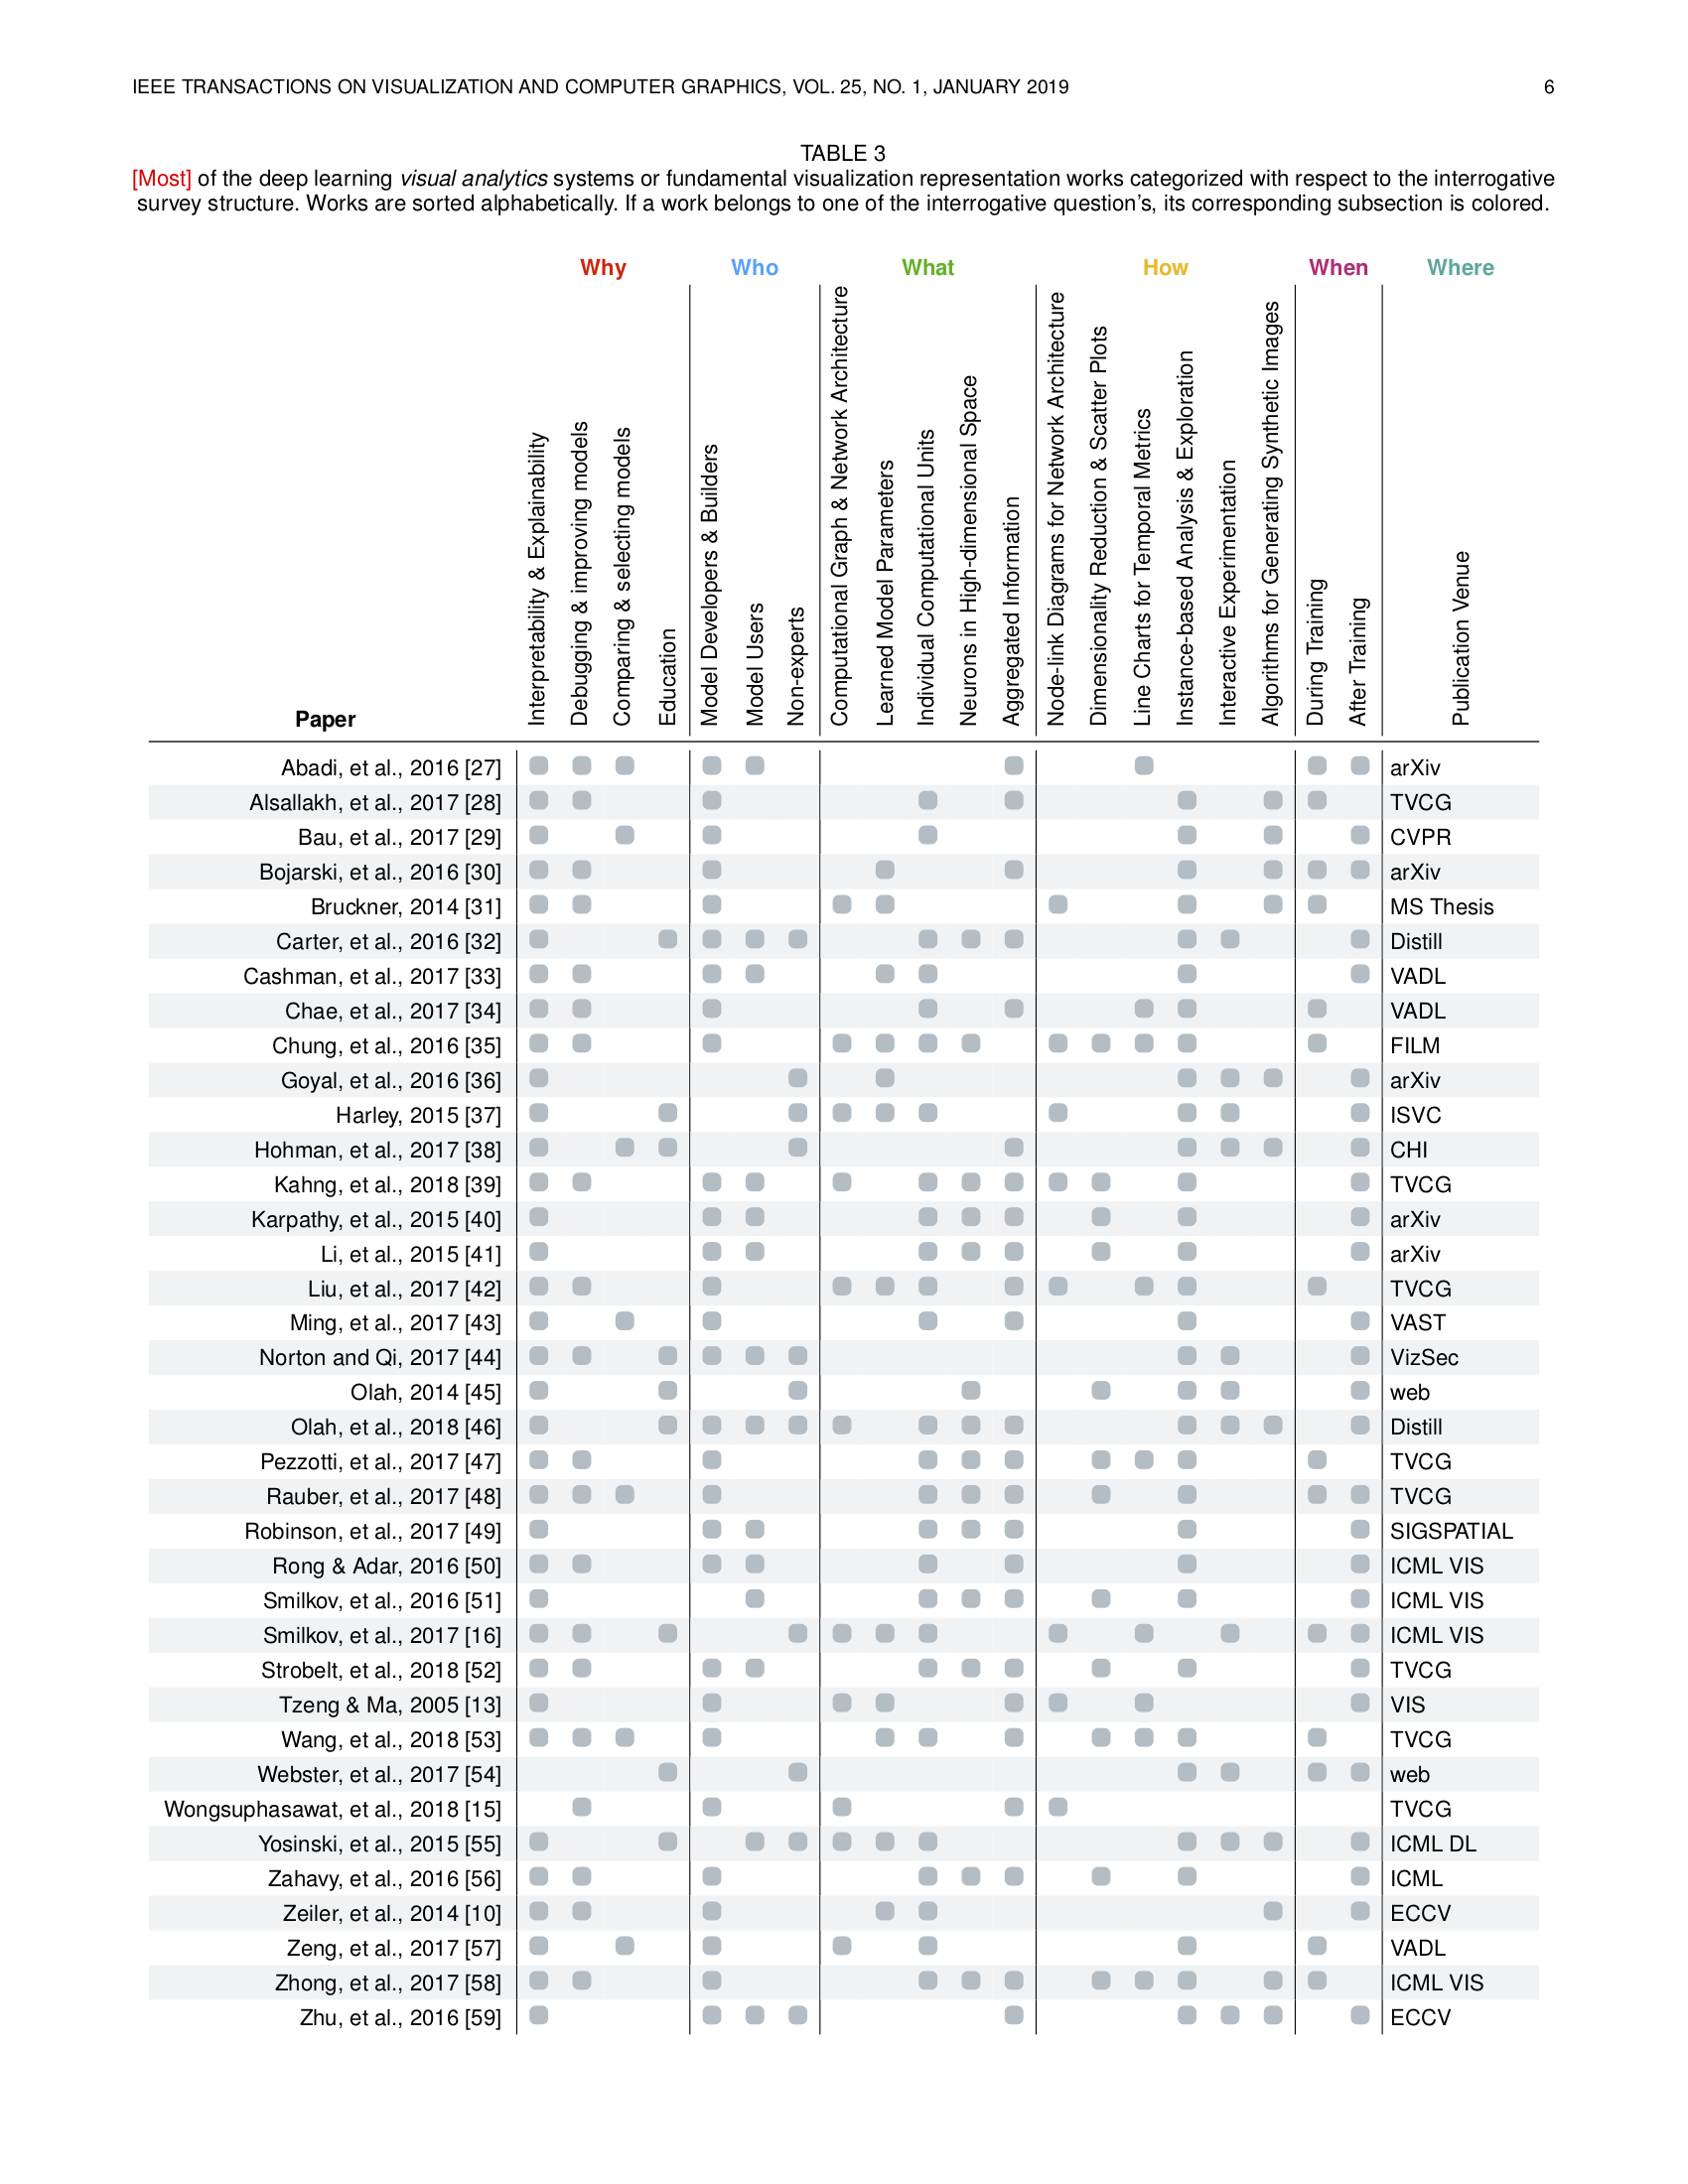 IEEE TRANSACTIONS ON VISUALIZATION AND COMPUTER GRAPHICS, VOL. 25, NO. 1, JANUARY 2019 6
TABLE 3
[Most] of the deep learning visual analytics systems or fundamental visualization representation works categorized with respect to the interrogative
survey structure. Works are sorted alphabetically. If a work belongs to one of the interrogative question's, its corresponding subsection is colored.
Why Who What How When Where
Paper
Interpretability & Explainability
Debugging & improving models
Comparing & selecting models
Education
Model Developers & Builders
Model Users
Non-experts
Computational Graph & Network Architecture
Learned Model Parameters
Individual Computational Units
Neurons in High-dimensional Space
Aggregated Information
Node-link Diagrams for Network Architecture
Dimensionality Reduction & Scatter Plots
Line Charts for Temporal Metrics
Instance-based Analysis & Exploration
Interactive Experimentation
Algorithms for Generating Synthetic Images
During Training
After Training
Publication Venue
Abadi, et al., 2016 [27] arXiv
Alsallakh, et al., 2017 [28] TVCG
Bau, et al., 2017 [29] CVPR
Bojarski, et al., 2016 [30] arXiv
Bruckner, 2014 [31] MS Thesis
Carter, et al., 2016 [32] Distill
Cashman, et al., 2017 [33] VADL
Chae, et al., 2017 [34] VADL
Chung, et al., 2016 [35] FILM
Goyal, et al., 2016 [36] arXiv
Harley, 2015 [37] ISVC
Hohman, et al., 2017 [38] CHI
Kahng, et al., 2018 [39] TVCG
Karpathy, et al., 2015 [40] arXiv
Li, et al., 2015 [41] arXiv
Liu, et al., 2017 [42] TVCG
Ming, et al., 2017 [43] VAST
Norton and Qi, 2017 [44] VizSec
Olah, 2014 [45] web
Olah, et al., 2018 [46] Distill
Pezzotti, et al., 2017 [47] TVCG
Rauber, et al., 2017 [48] TVCG
Robinson, et al., 2017 [49] SIGSPATIAL
Rong & Adar, 2016 [50] ICML VIS
Smilkov, et al., 2016 [51] ICML VIS
Smilkov, et al., 2017 [16] ICML VIS
Strobelt, et al., 2018 [52] TVCG
Tzeng & Ma, 2005 [13] VIS
Wang, et al., 2018 [53] TVCG
Webster, et al., 2017 [54] web
Wongsuphasawat, et al., 2018 [15] TVCG
Yosinski, et al., 2015 [55] ICML DL
Zahavy, et al., 2016 [56] ICML
Zeiler, et al., 2014 [10] ECCV
Zeng, et al., 2017 [57] VADL
Zhong, et al., 2017 [58] ICML VIS
Zhu, et al., 2016 [59] ECCV